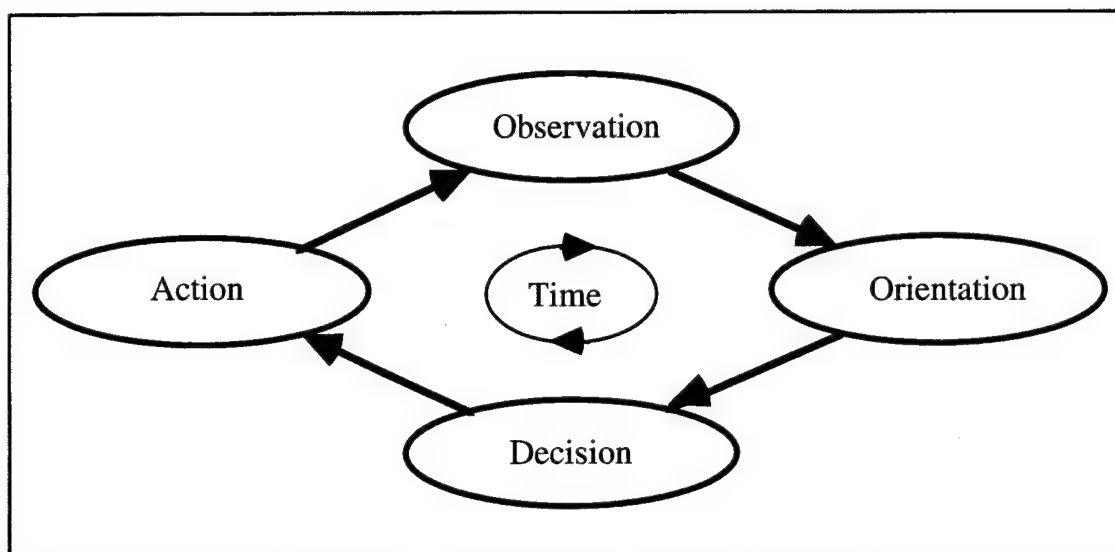 Observation
Action
Time
Orientation
Decision